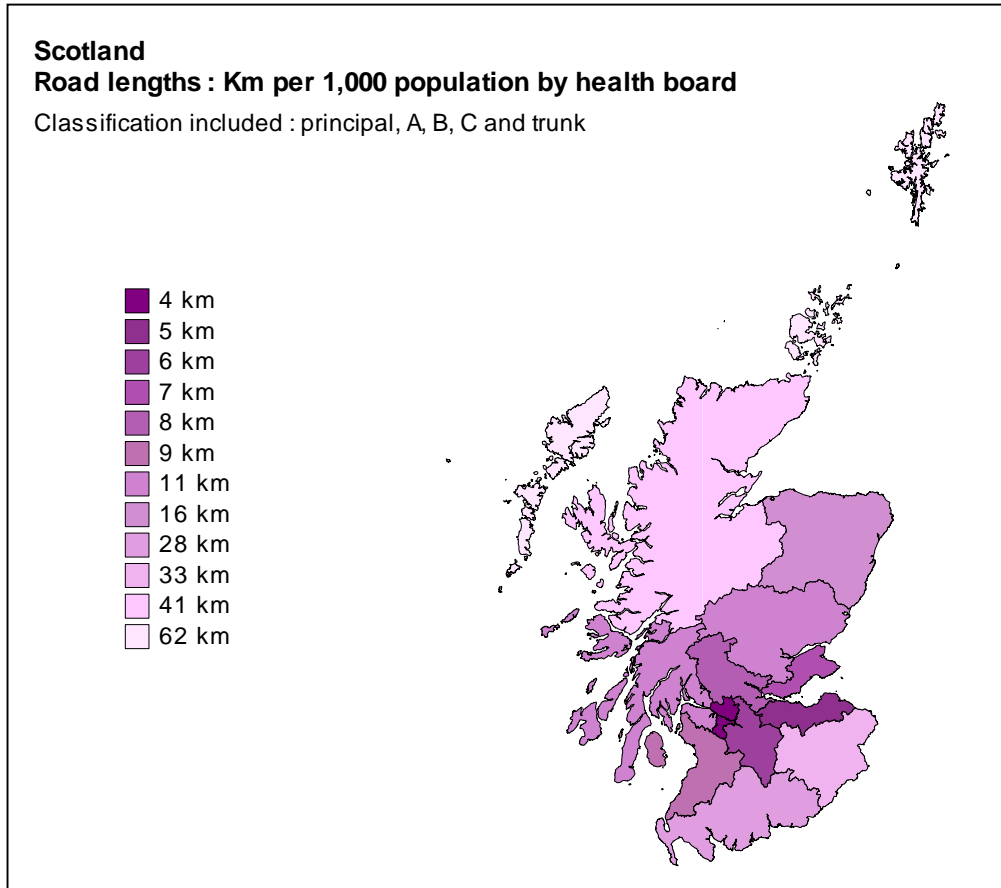 Scotland
Road lengths : Km per 1,000 population by health board
Classification included : principal, A, B, C and trunk
4 km
5 km
6 km
7 km
8 km
9 km
11 km
16 km
28 km
33 km
41 km
62 km